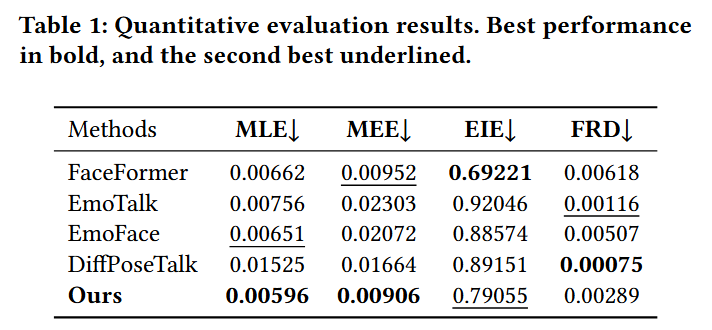 Table 1: Quantitative evaluation results. Best performance
in bold, and the second best underlined.
Methods MLE↓ MEE↓ EIE↓ FRD↓
FaceFormer 0.00662 0.00952 0.69221 0.00618
EmoTalk 0.00756 0.02303 0.92046 0.00116
EmoFace 0.00651 0.02072 0.88574 0.00507
DiffPoseTalk 0.01525 0.01664 0.89151 0.00075
Ours 0.00596 0.00906 0.79055 0.00289